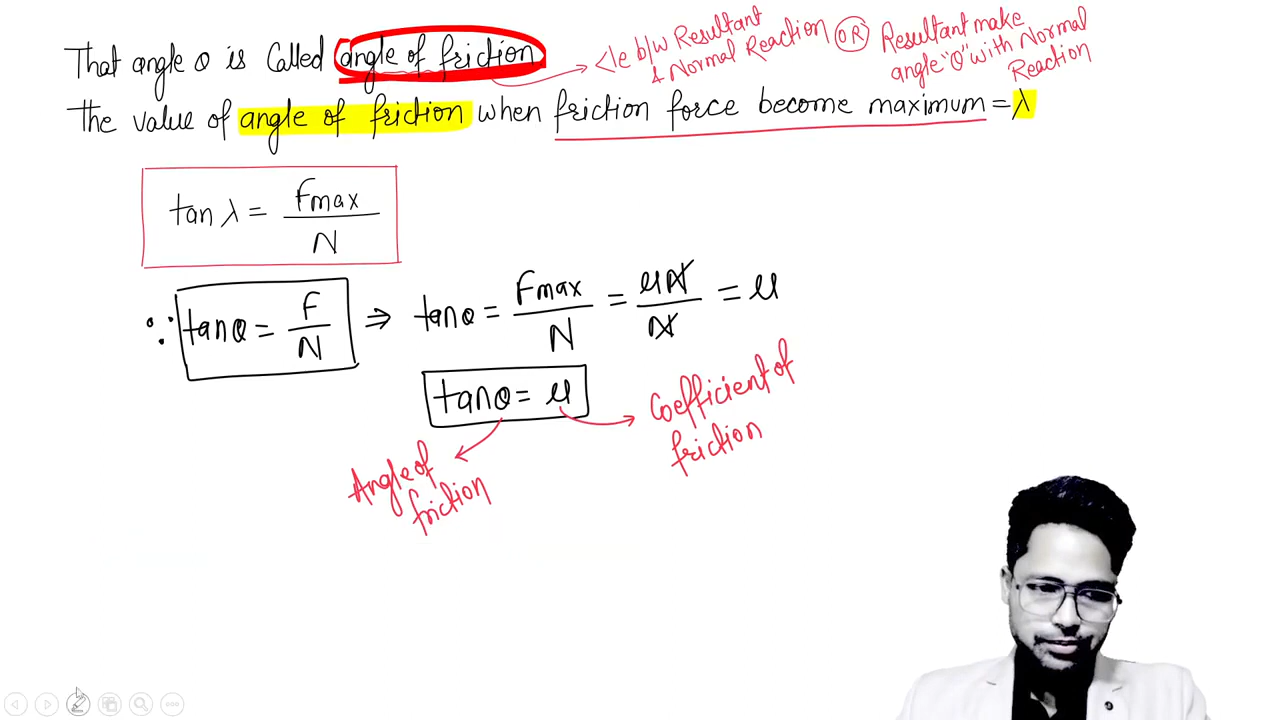 That angle θ is Called angle of friction
<le b/w Resultant & Normal Reaction OR Resultant make angle "θ" with Normal Reaction
The value of angle of friction when friction force become maximum = λ
tan λ = Fmax / N
∵ tanθ = F / N ⇒ tanθ = Fmax / N = μN / N = μ
tanθ = μ
Coefficient of friction
Angle of friction